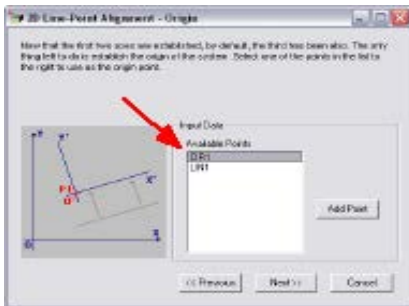 2D Line-Point Alignment - Origin
Now that the first two axes are established, by default, the third has been also. The only
thing left to do is establish the origin of the system. Select one of the points in the list to
the right to use as the origin point.
Input Data
Available Points
CIR1
LIN1
Add Point
<< Previous
Next >>
Cancel